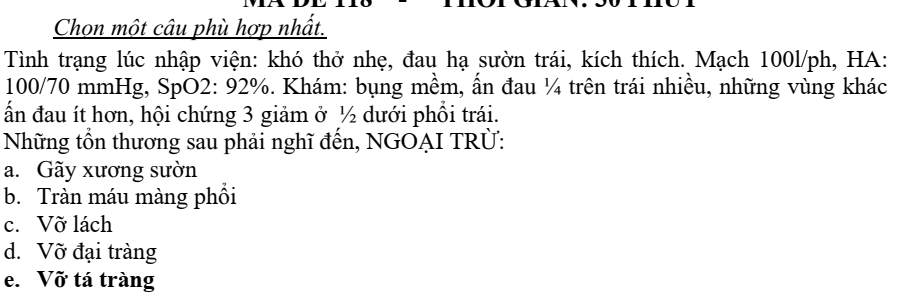 MÃ ĐỀ 118 - THỜI GIAN: 50 PHÚT
Chọn một câu phù hợp nhất.
Tình trạng lúc nhập viện: khó thở nhẹ, đau hạ sườn trái, kích thích. Mạch 100l/ph, HA:
100/70 mmHg, SpO2: 92%. Khám: bụng mềm, ấn đau ¼ trên trái nhiều, những vùng khác
ấn đau ít hơn, hội chứng 3 giảm ở ½ dưới phổi trái.
Những tổn thương sau phải nghĩ đến, NGOẠI TRỪ:
a. Gãy xương sườn
b. Tràn máu màng phổi
c. Vỡ lách
d. Vỡ đại tràng
e. Vỡ tá tràng